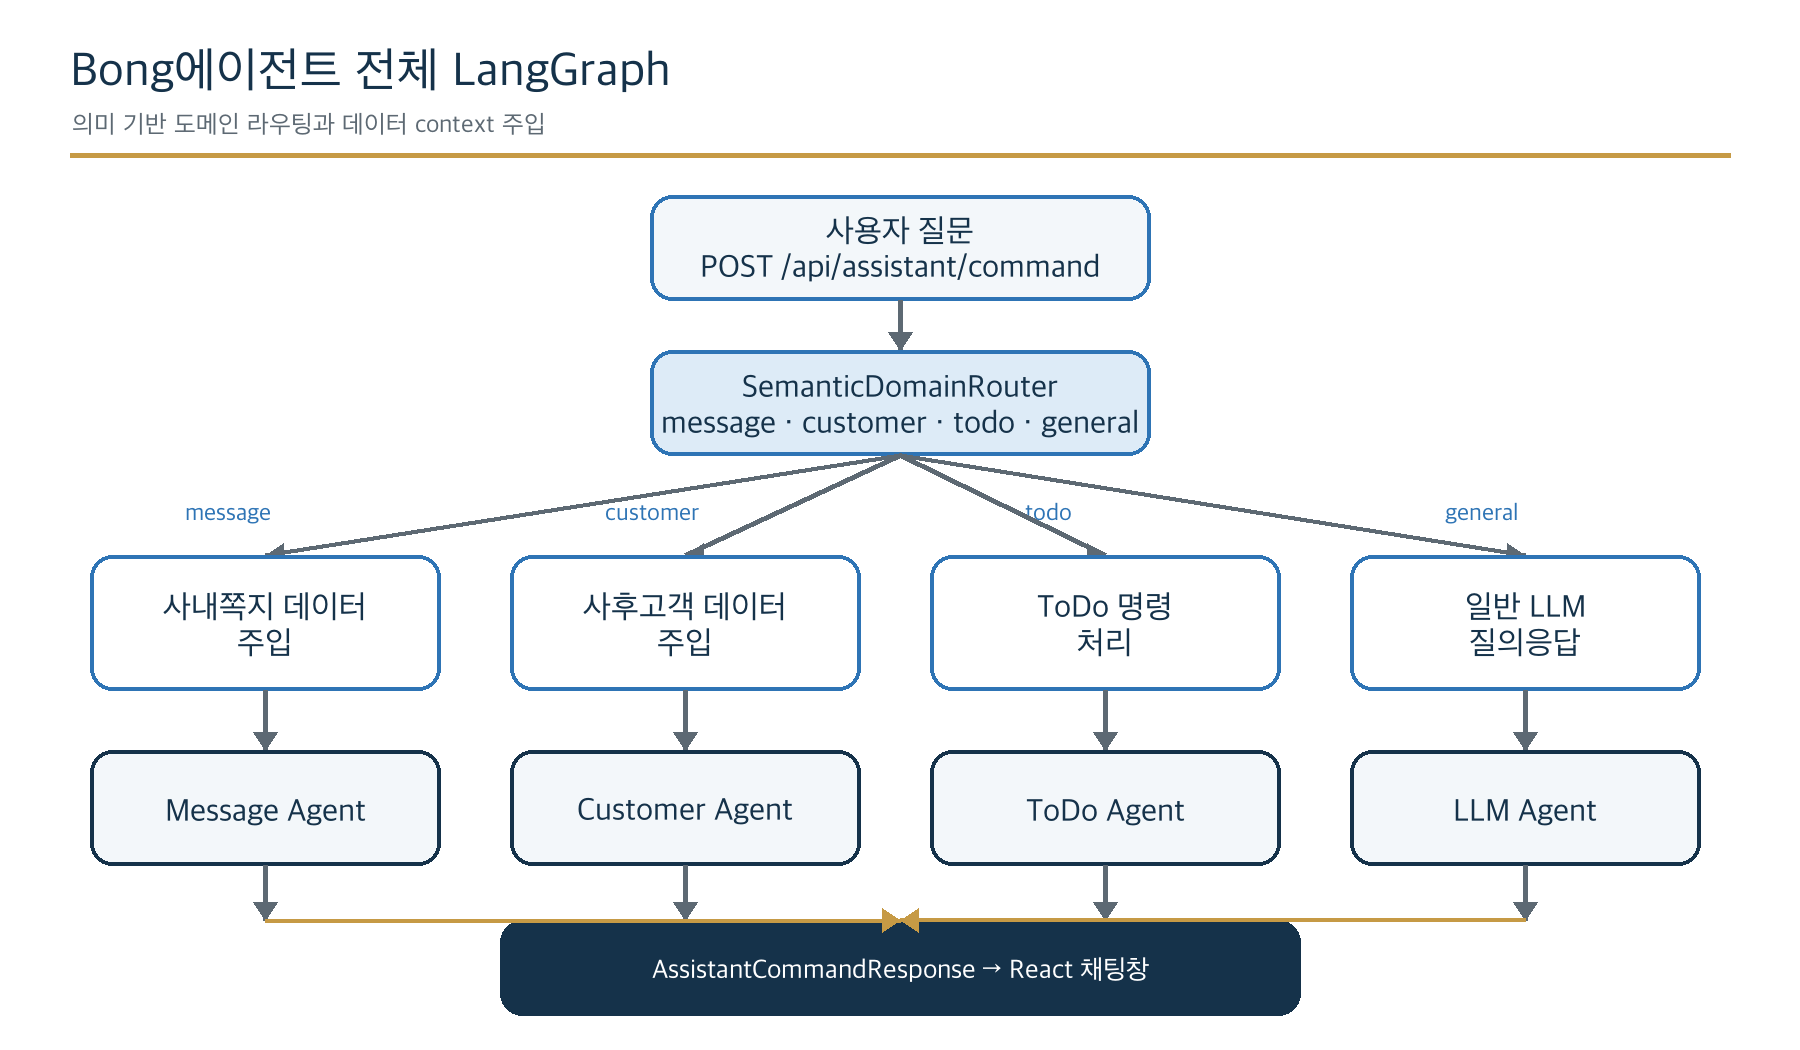 Bong에이전트 전체 LangGraph
의미 기반 도메인 라우팅과 데이터 context 주입
사용자 질문
POST /api/assistant/command
SemanticDomainRouter
message · customer · todo · general
message
customer
todo
general
사내쪽지 데이터
주입
사후고객 데이터
주입
ToDo 명령
처리
일반 LLM
질의응답
Message Agent
Customer Agent
ToDo Agent
LLM Agent
AssistantCommandResponse → React 채팅창